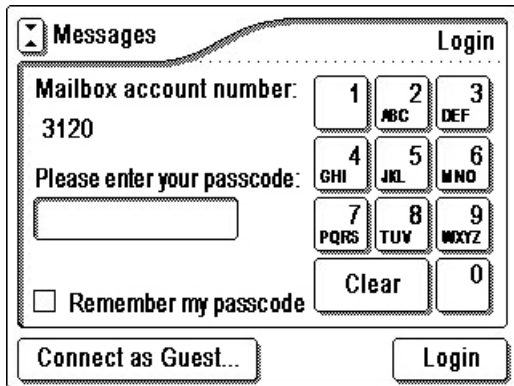 Messages
Login
Mailbox account number:
3120
Please enter your passcode:
Remember my passcode
1
2
ABC
3
DEF
4
GHI
5
JKL
6
MNO
7
PQRS
8
TUV
9
WXYZ
Clear
0
Connect as Guest...
Login